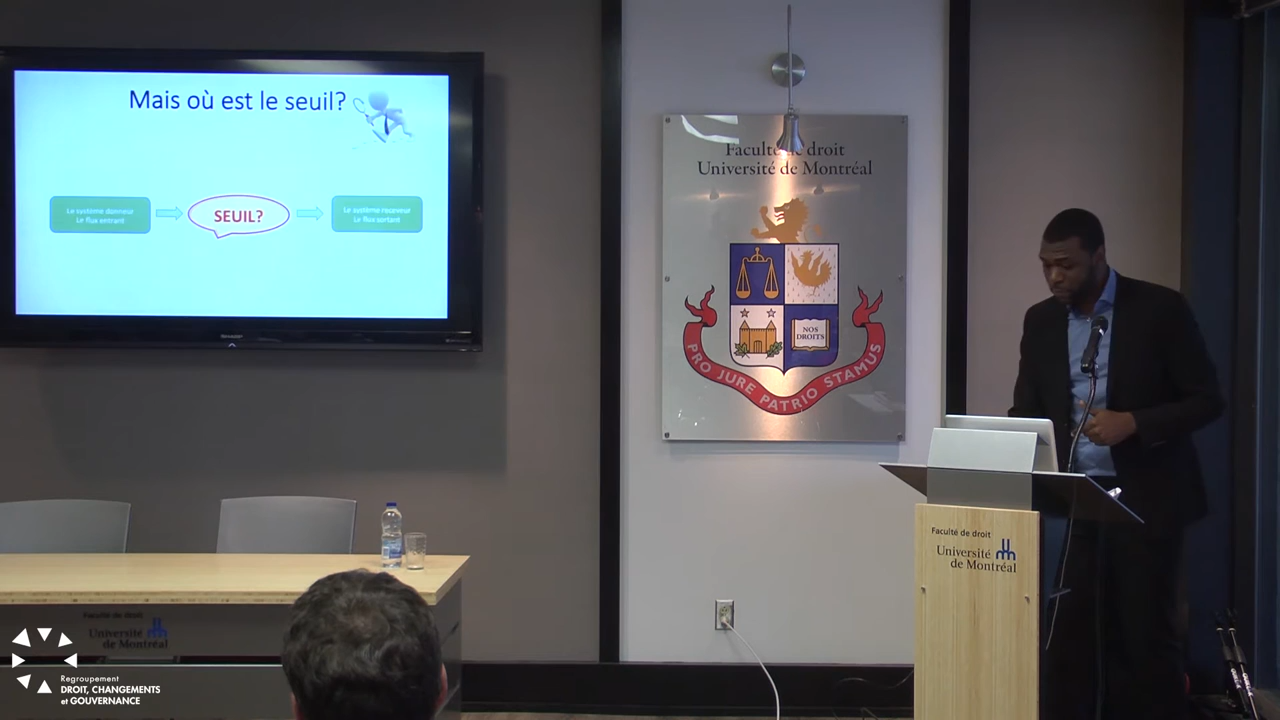 Mais où est le seuil?
Le système donneur
Le flux entrant
SEUIL?
Le système receveur
Le flux sortant
Faculté de droit
Université de Montréal
NOS
DROITS
PRO JURE PATRIO STAMUS
Faculté de droit
Université
de Montréal
Faculté de droit
Université
de Montréal
Regroupement
DROIT, CHANGEMENTS
et GOUVERNANCE